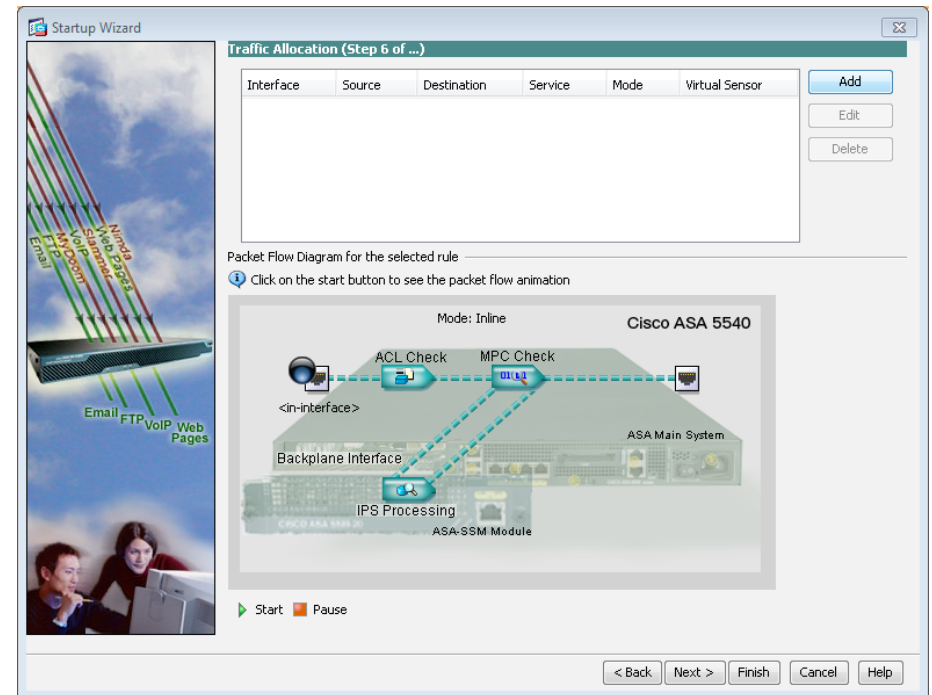 Startup Wizard
Traffic Allocation (Step 6 of ...)
Interface Source Destination Service Mode Virtual Sensor
Add
Edit
Delete
Nimda
Web Pages
Slammer
VoIP
MyDoom
FTP
Email
Email FTP VoIP Web Pages
Packet Flow Diagram for the selected rule
Click on the start button to see the packet flow animation
Mode: Inline
Cisco ASA 5540
ACL Check MPC Check
<in-interface>
ASA Main System
Backplane Interface
IPS Processing
ASA-SSM Module
Start Pause
< Back Next > Finish Cancel Help